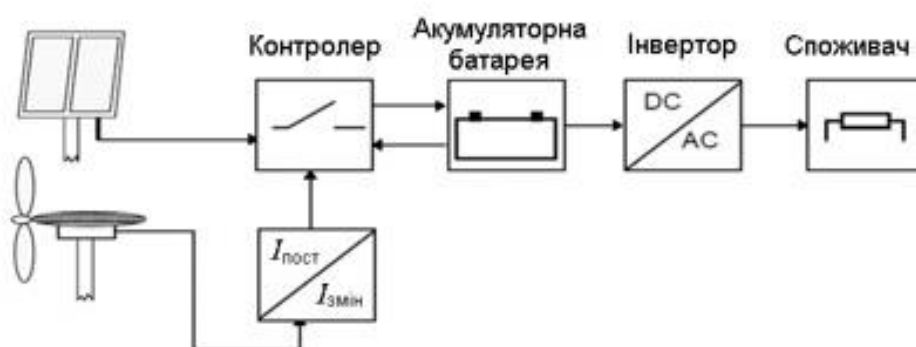 Контролер
Акумуляторна
батарея
Інвертор
Споживач
DC
AC
Iпост
Iзмін